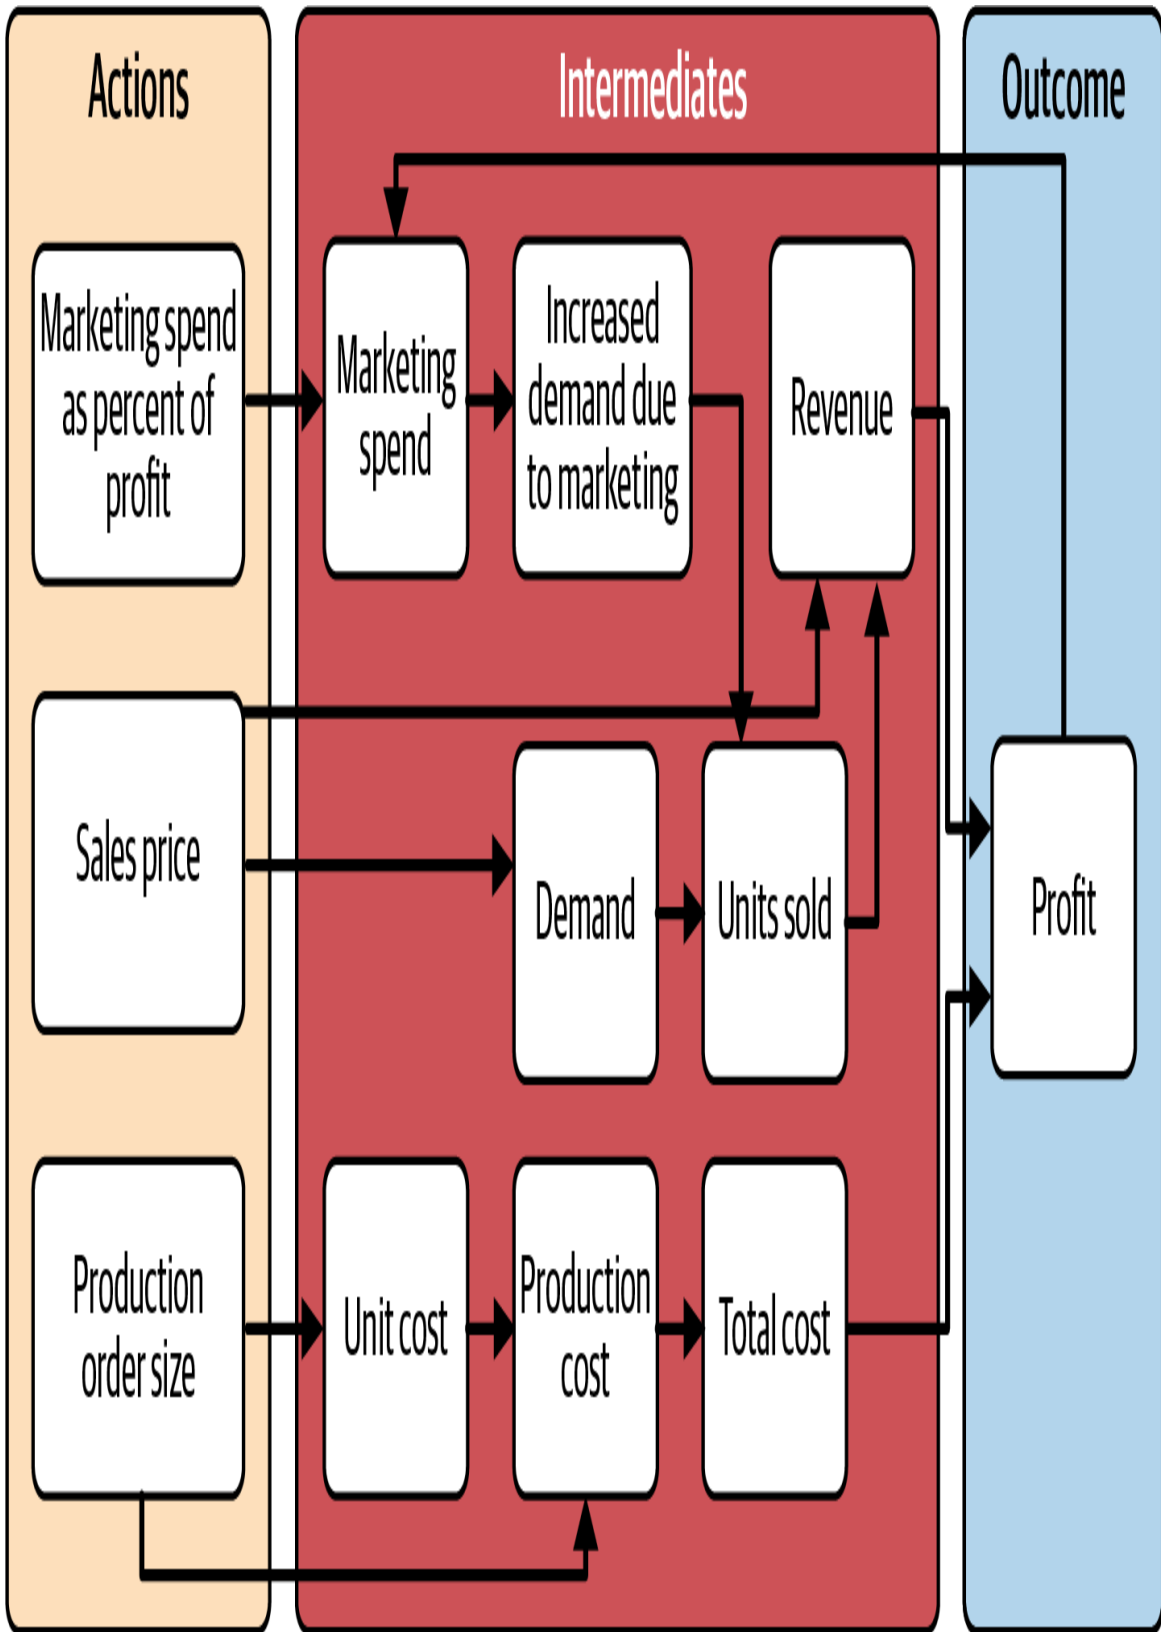 Actions
Intermediates
Outcome
Marketing spend
as percent of
profit
Marketing
spend
Increased
demand due
to marketing
Revenue
Sales price
Demand
Units sold
Profit
Production
order size
Unit cost
Production
cost
Total cost